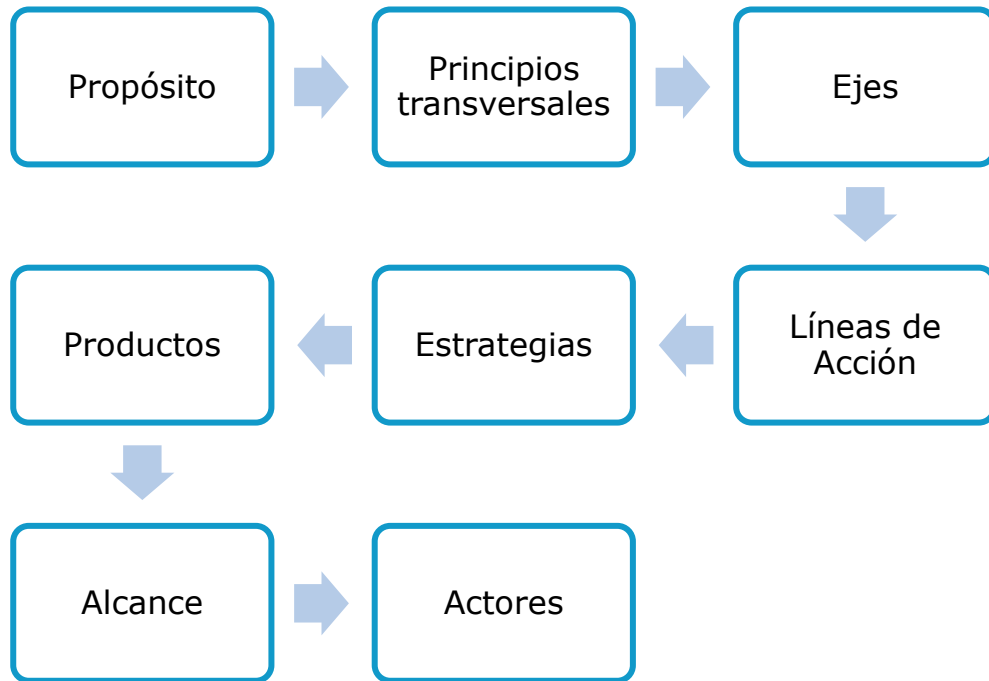 Propósito
Principios
transversales
Ejes
Líneas de
Acción
Estrategias
Productos
Alcance
Actores